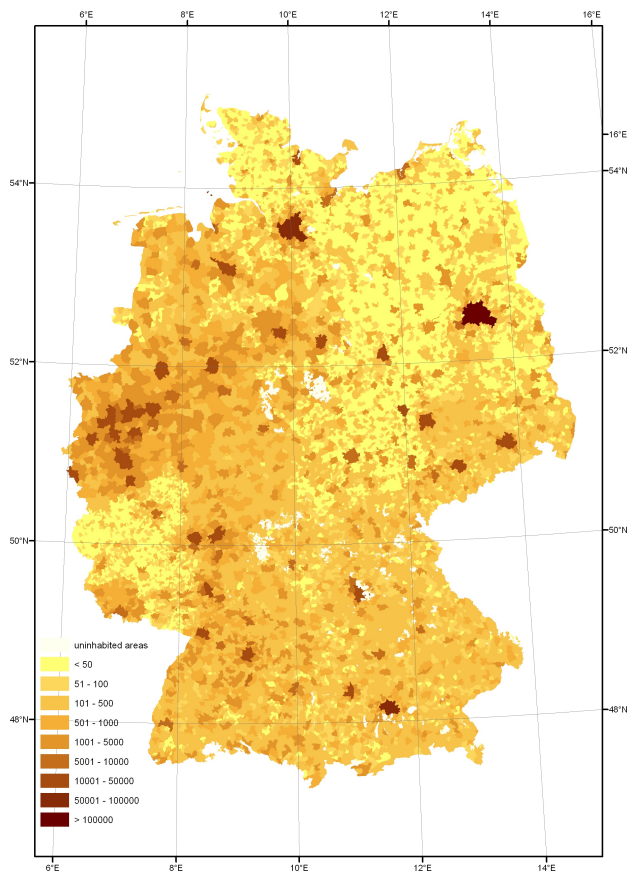 6°E 8°E 10°E 12°E 14°E 16°E
16°E
54°N 54°N
52°N 52°N
50°N 50°N
uninhabited areas
< 50
51 - 100
101 - 500
48°N 48°N
501 - 1000
1001 - 5000
5001 - 10000
10001 - 50000
50001 - 100000
> 100000
6°E 8°E 10°E 12°E 14°E